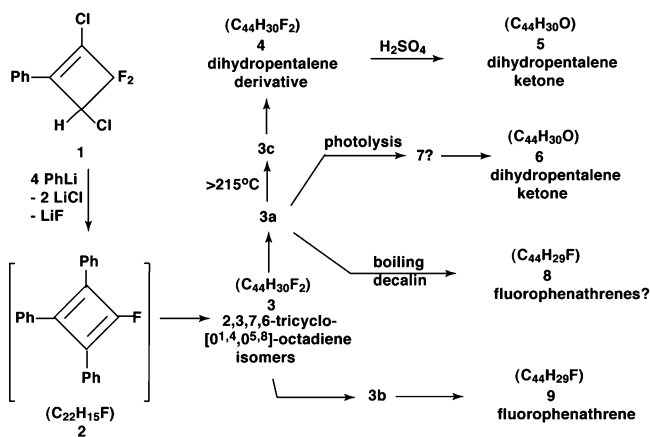 Cl
Ph
F₂
H
Cl
1
4 PhLi
- 2 LiCl
- LiF
Ph
Ph
F
Ph
(C₂₂H₁₅F)
2
(C₄₄H₃₀F₂)
4
dihydropentalene
derivative
H₂SO₄
(C₄₄H₃₀O)
5
dihydropentalene
ketone
3c
>215°C
3a
photolysis
7?
(C₄₄H₃₀O)
6
dihydropentalene
ketone
boiling
decalin
(C₄₄H₂₉F)
8
fluorophenathrenes?
(C₄₄H₃₀F₂)
3
2,3,7,6-tricyclo-
[0¹,⁴,0⁵,⁸]-octadiene
isomers
3b
(C₄₄H₂₉F)
9
fluorophenathrene